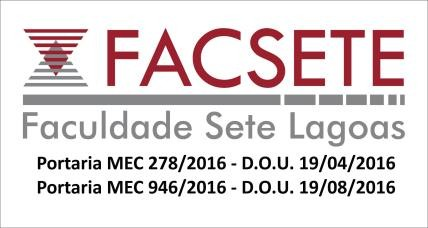 FACSETE
Faculdade Sete Lagoas
Portaria MEC 278/2016 - D.O.U. 19/04/2016
Portaria MEC 946/2016 - D.O.U. 19/08/2016